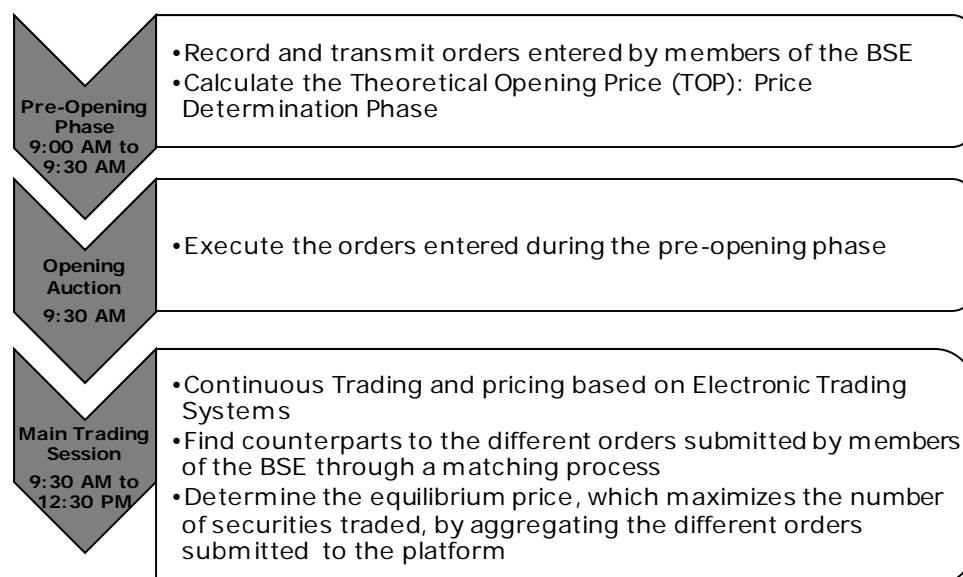 Pre-Opening
Phase
9:00 AM to
9:30 AM
•Record and transmit orders entered by members of the BSE
•Calculate the Theoretical Opening Price (TOP): Price
Determination Phase
Opening
Auction
9:30 AM
•Execute the orders entered during the pre-opening phase
Main Trading
Session
9:30 AM to
12:30 PM
•Continuous Trading and pricing based on Electronic Trading
Systems
•Find counterparts to the different orders submitted by members
of the BSE through a matching process
•Determine the equilibrium price, which maximizes the number
of securities traded, by aggregating the different orders
submitted to the platform